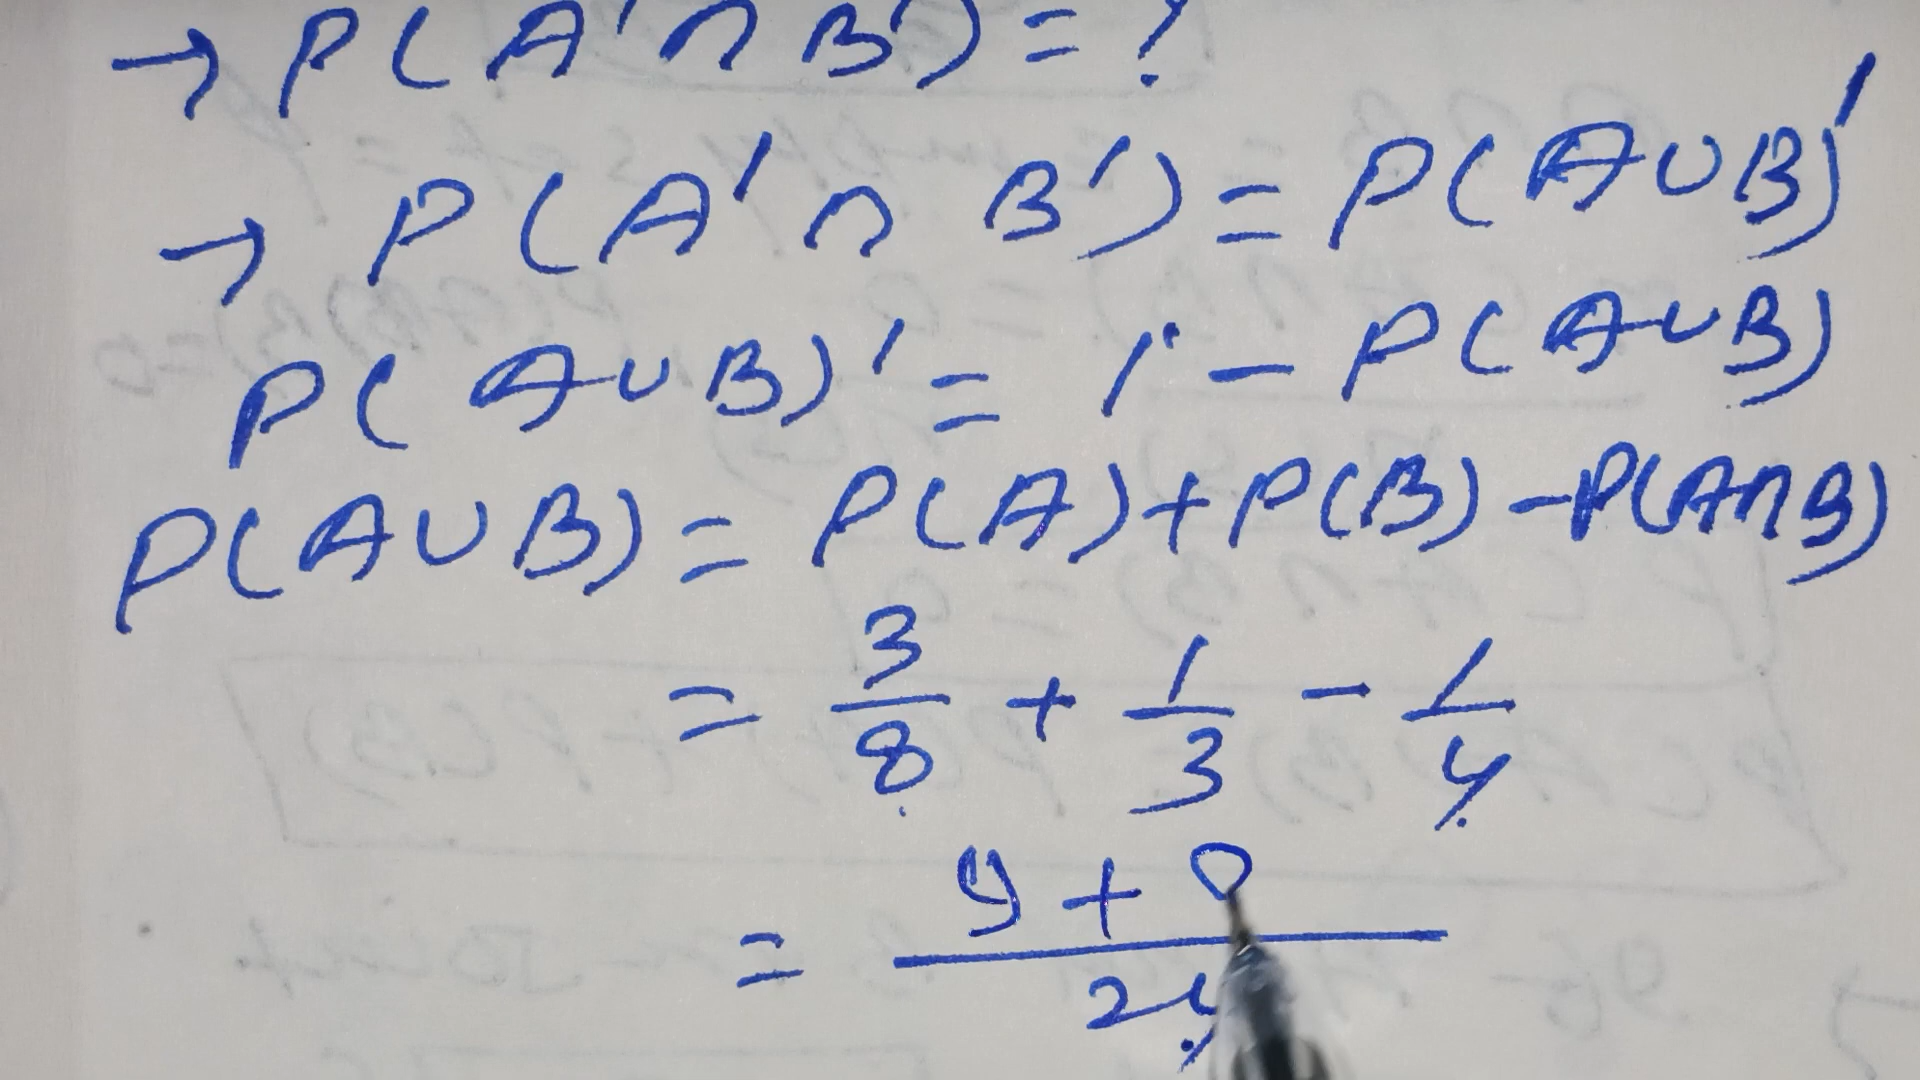 → P(A'∩B') = ?
→ P(A'∩ B') = P(A∪B)'
P(A∪B)' = 1 - P(A∪B)
P(A∪B) = P(A)+P(B)-P(A∩B)
= 3/8 + 1/3 - 1/4
= 9+8/24